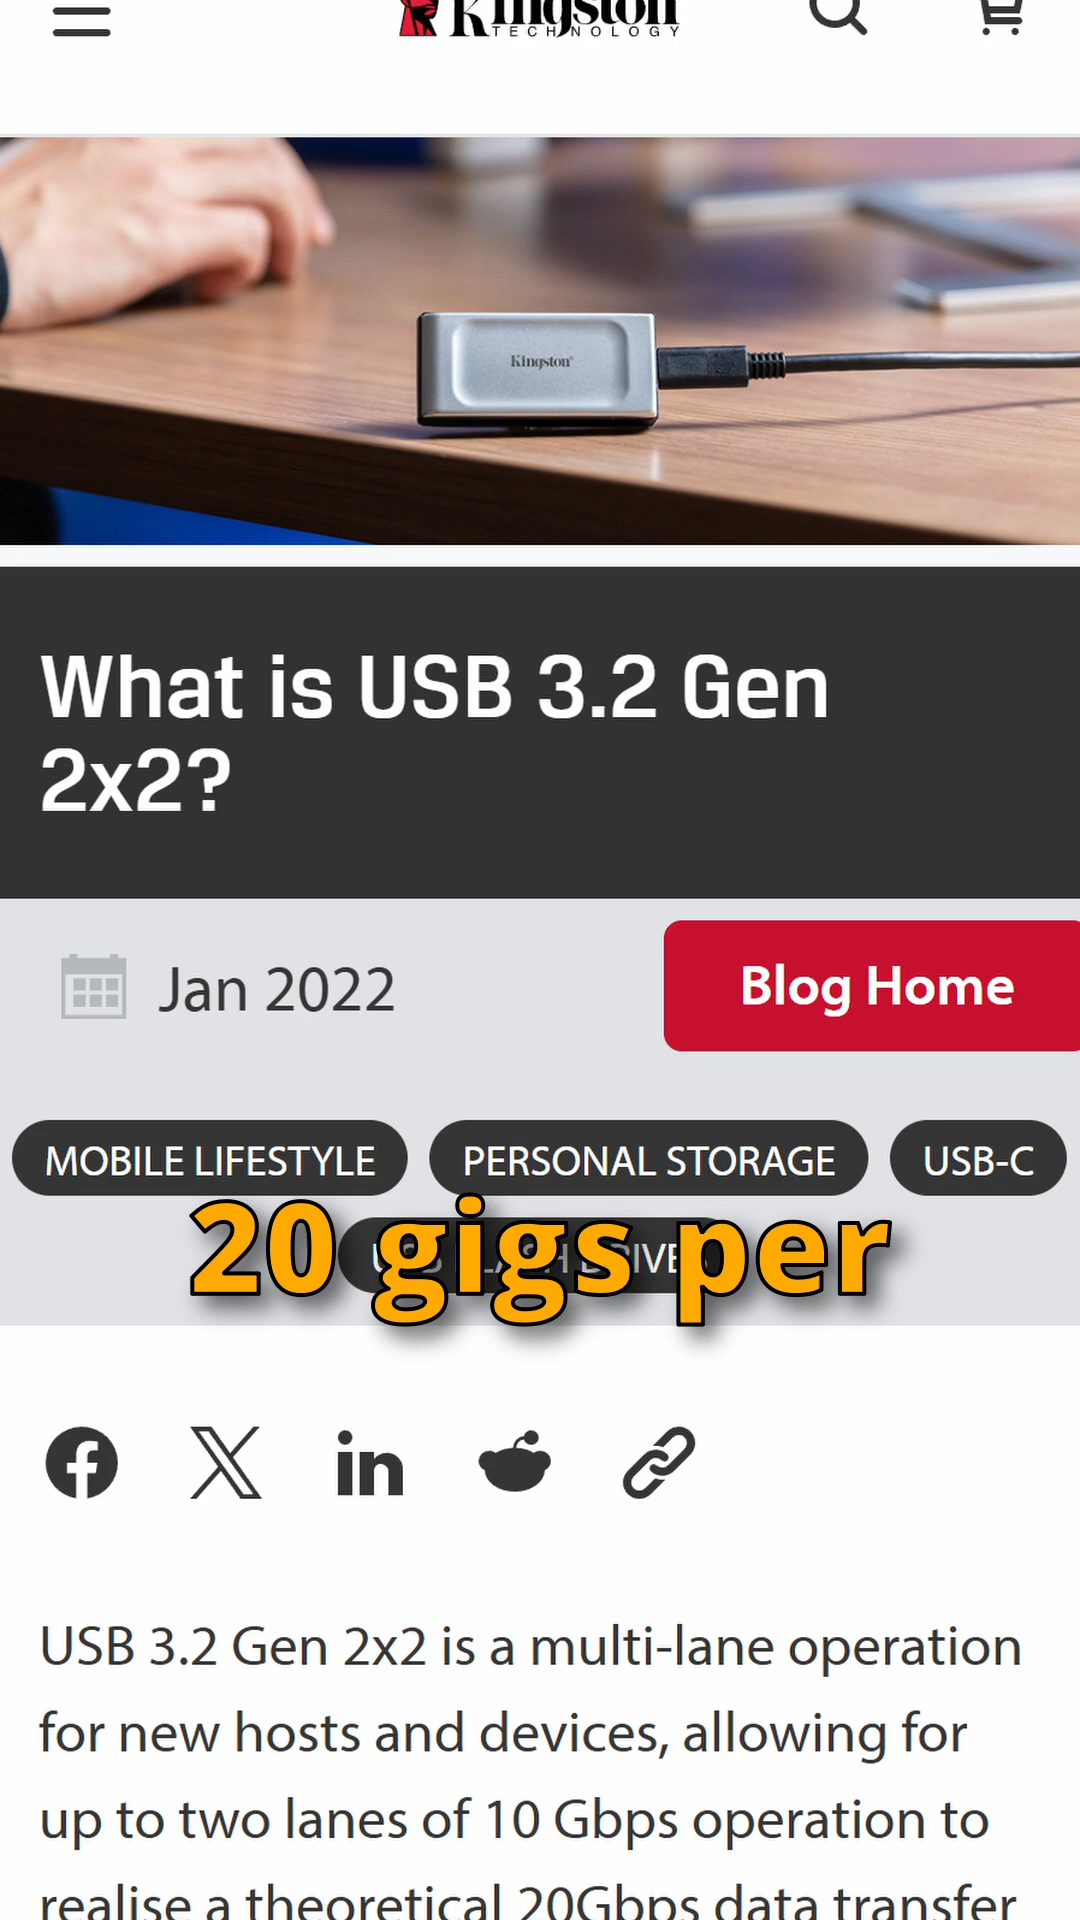 Kingston
TECHNOLOGY
Kingston
What is USB 3.2 Gen
2x2?
Jan 2022
Blog Home
MOBILE LIFESTYLE
PERSONAL STORAGE
USB-C
20 gigs per
USB-C
USB 3.2 Gen 2x2 is a multi-lane operation
for new hosts and devices, allowing for
up to two lanes of 10 Gbps operation to
realise a theoretical 20Gbps data transfer